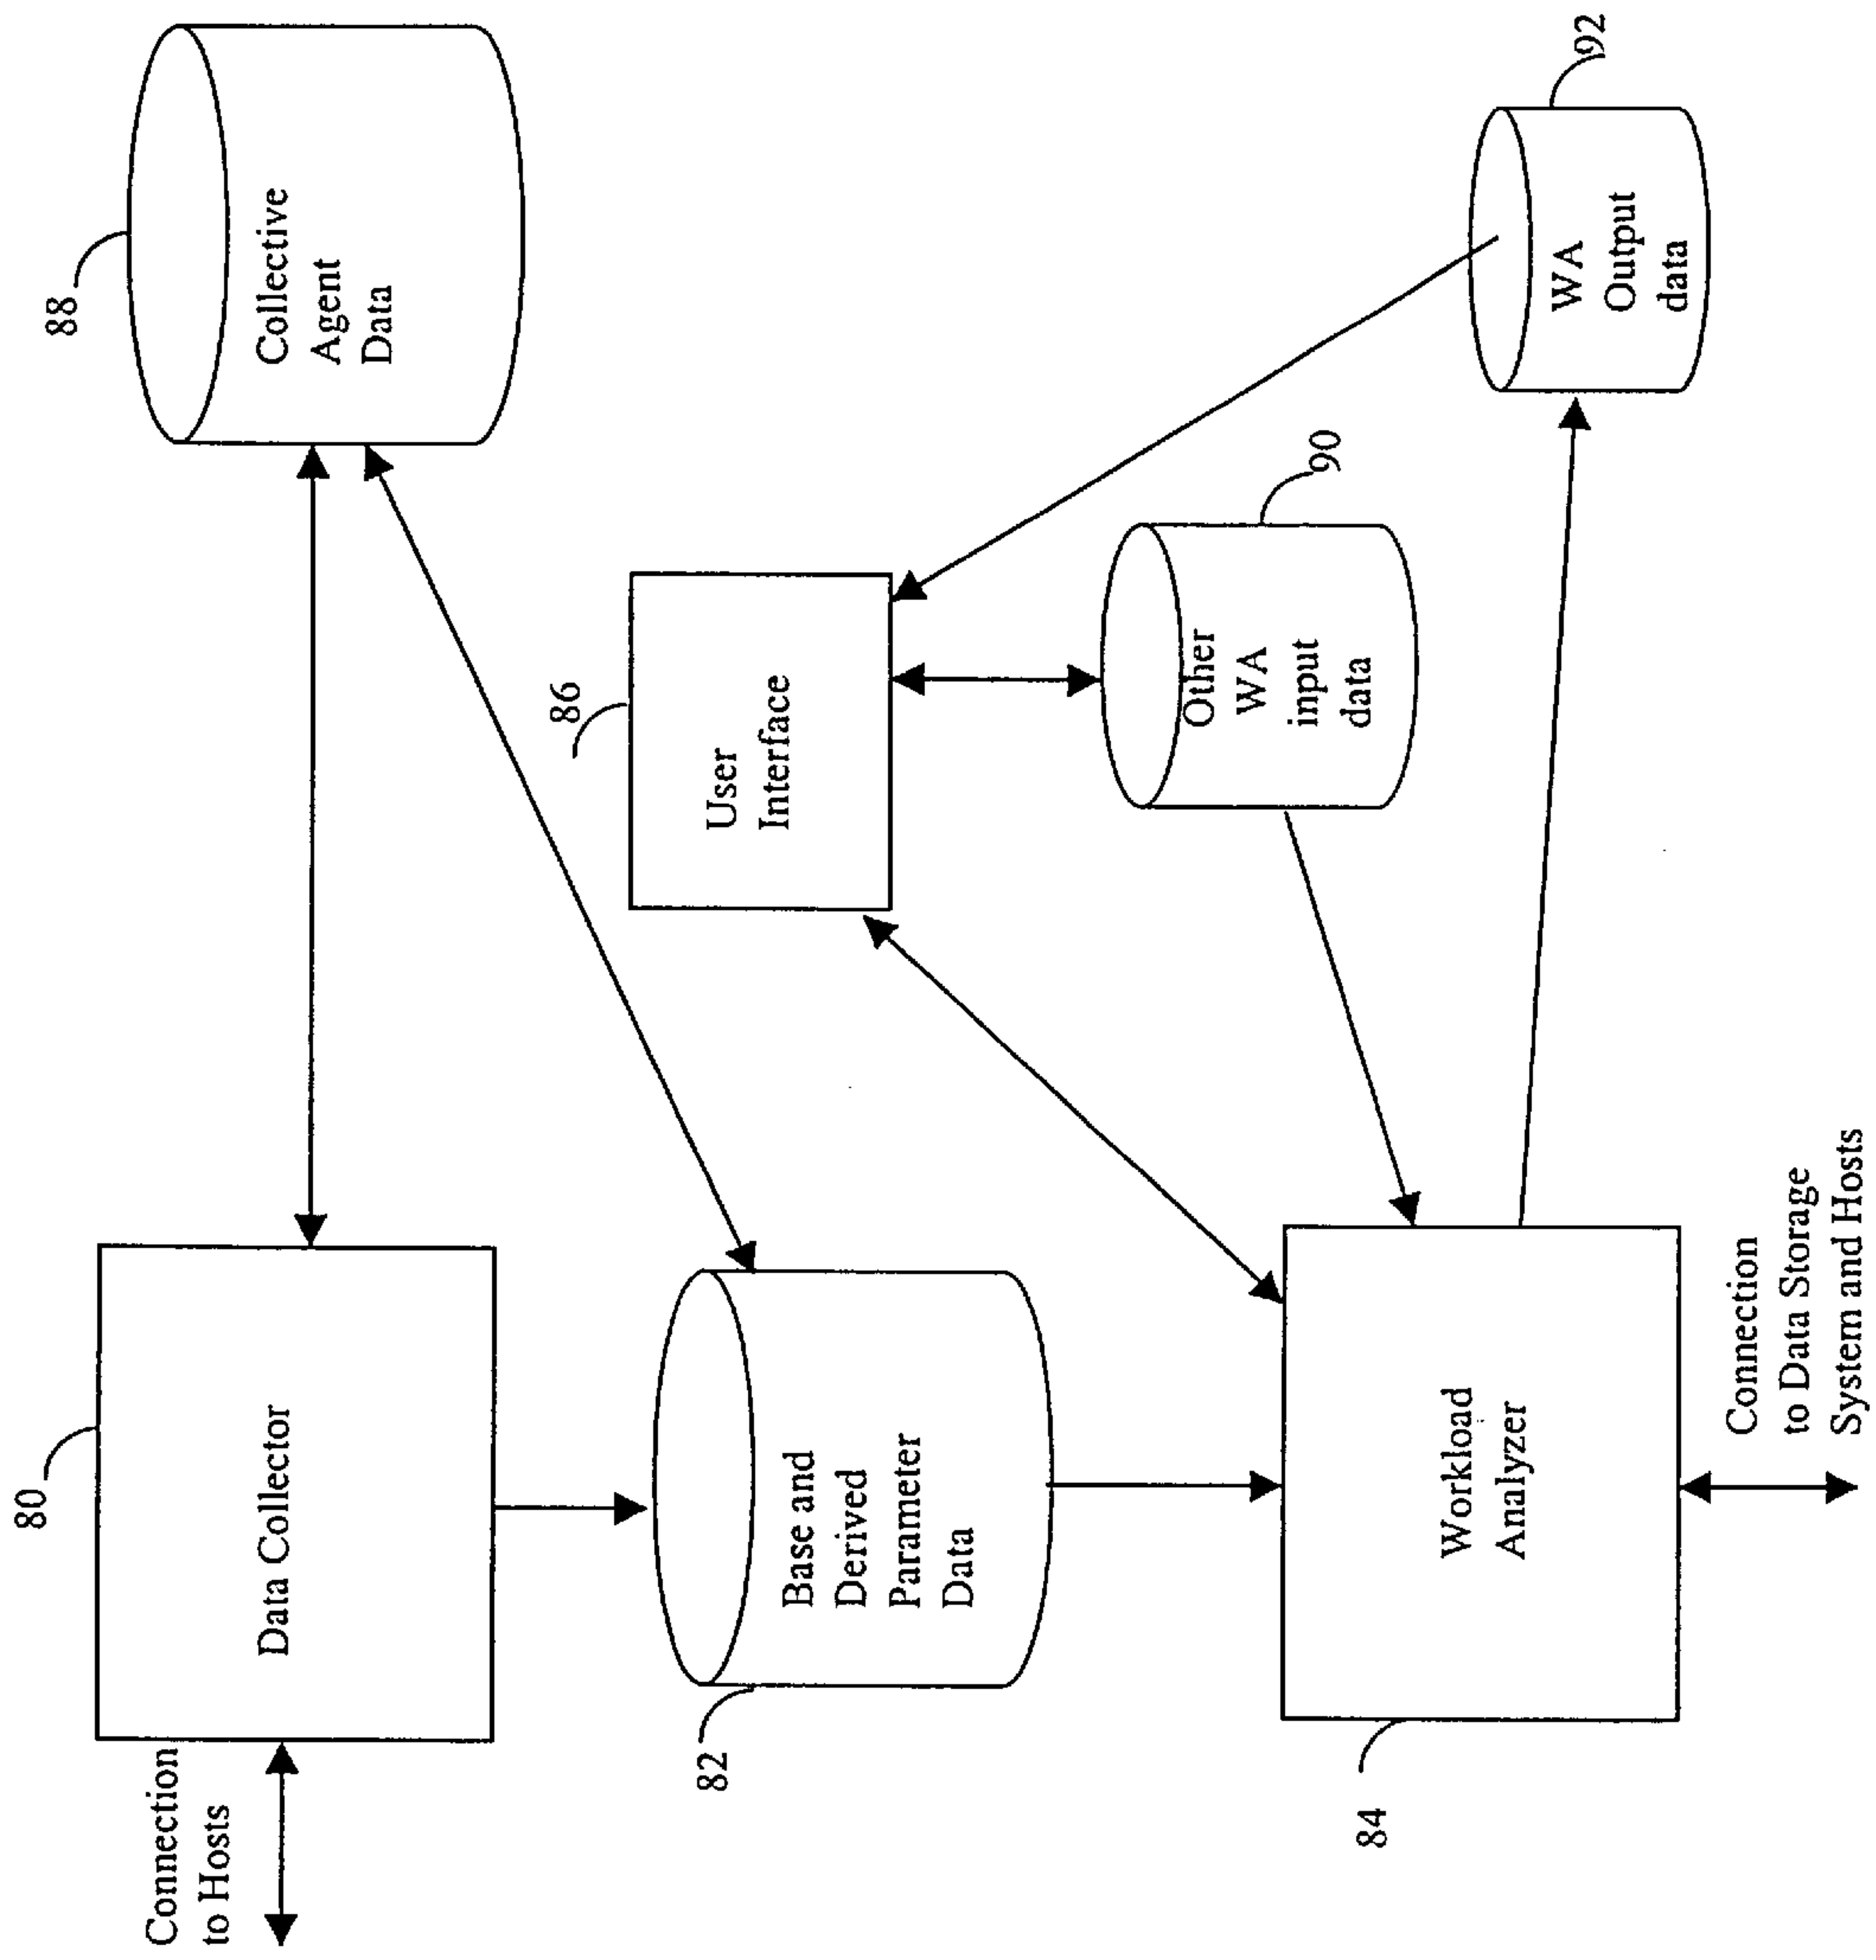 80
Connection
to Hosts
Data Collector
88
Collective
Agent
Data
82
Base and
Derived
Parameter
Data
86
User
Interface
90
Other
WA
input
data
84
Workload
Analyzer
92
WA
Output
data
Connection
to Data Storage
System and Hosts